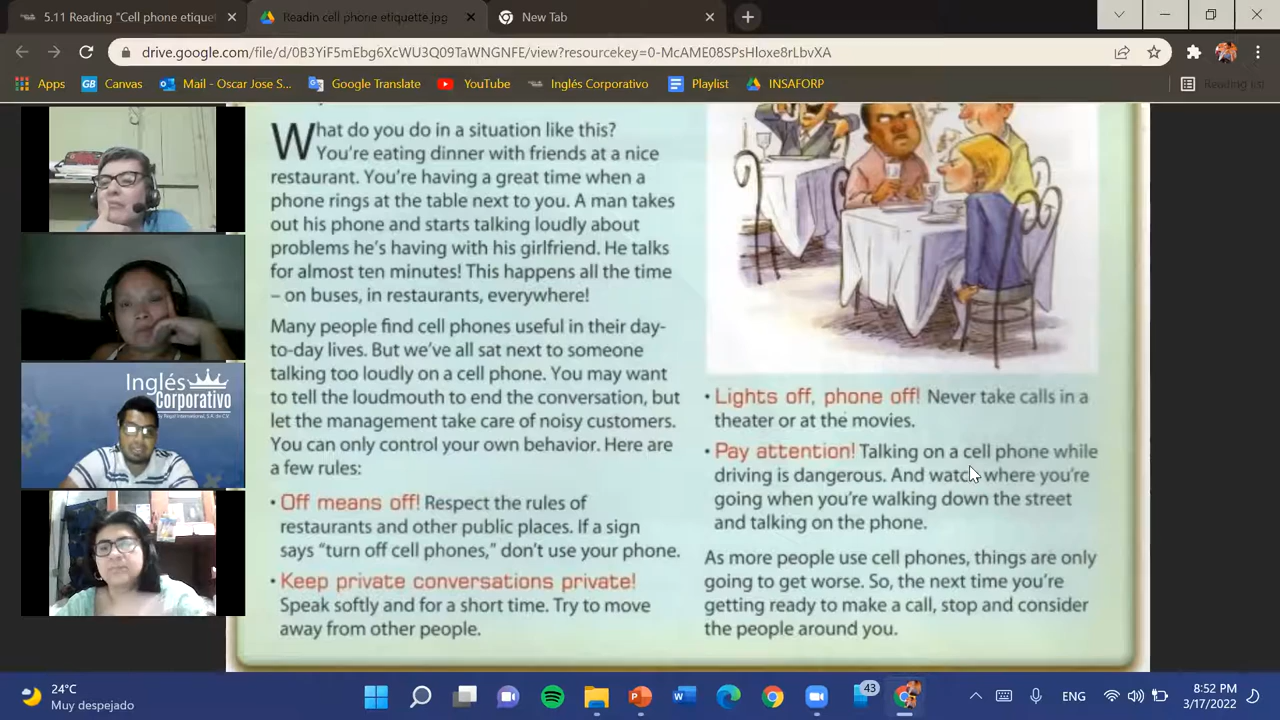 5.11 Reading "Cell phone etiquet
Readin cell phone etiquette.jpg
New Tab
drive.google.com/file/d/0B3YiF5mEbg6XcWU3Q09TaWNGNFE/view?resourcekey=0-McAME08SPsHloxe8rLbvXA
Apps
Canvas
Mail - Oscar Jose S...
Google Translate
YouTube
Inglés Corporativo
Playlist
INSAFORP
Reading list
What do you do in a situation like this?
You're eating dinner with friends at a nice
restaurant. You're having a great time when a
phone rings at the table next to you. A man takes
out his phone and starts talking loudly about
problems he's having with his girlfriend. He talks
for almost ten minutes! This happens all the time
– on buses, in restaurants, everywhere!
Many people find cell phones useful in their day-
to-day lives. But we've all sat next to someone
talking too loudly on a cell phone. You may want
to tell the loudmouth to end the conversation, but
let the management take care of noisy customers.
You can only control your own behavior. Here are
a few rules:
• Off means off! Respect the rules of
restaurants and other public places. If a sign
says "turn off cell phones," don't use your phone.
• Keep private conversations private!
Speak softly and for a short time. Try to move
away from other people.
• Lights off, phone off! Never take calls in a
theater or at the movies.
• Pay attention! Talking on a cell phone while
driving is dangerous. And watch where you're
going when you're walking down the street
and talking on the phone.
As more people use cell phones, things are only
going to get worse. So, the next time you're
getting ready to make a call, stop and consider
the people around you.
Inglés
Corporativo
24°C
Muy despejado
43
ENG
8:52 PM
3/17/2022